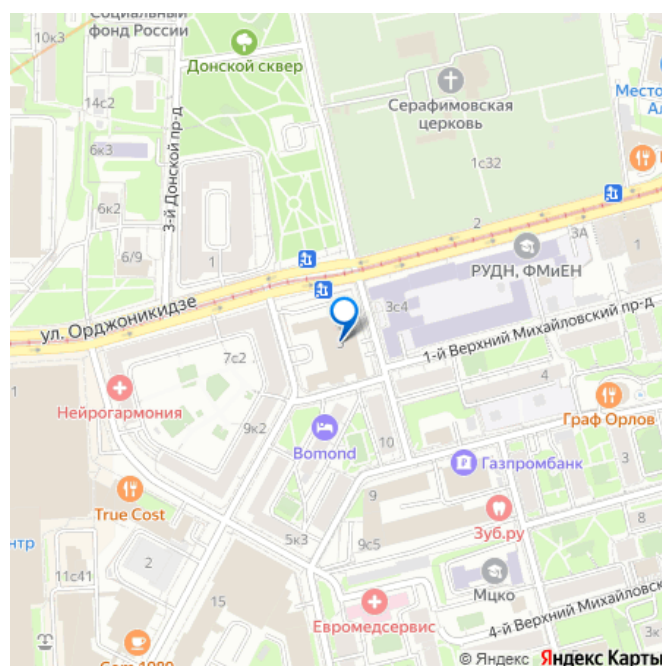 Социальный
фонд России
10к3
Донской сквер
14с2
3-й Донской пр-д
Серафимовская
церковь
1с32
6к3
6к2
6/9
1
2
3А
1
РУДН, ФМиЕН
ул. Орджоникидзе
3с4
1-й Верхний Михайловский пр-д
7с2
3
1
Нейрогармония
4
9к2
Граф Орлов
Bomond
10
Газпромбанк
3
True Cost
9
Зуб.ру
8
5к3
9с5
2
Мцко
11с41
15
Евромедсервис
4-й Верхний Михайловский
© Яндекс Яндекс Карты